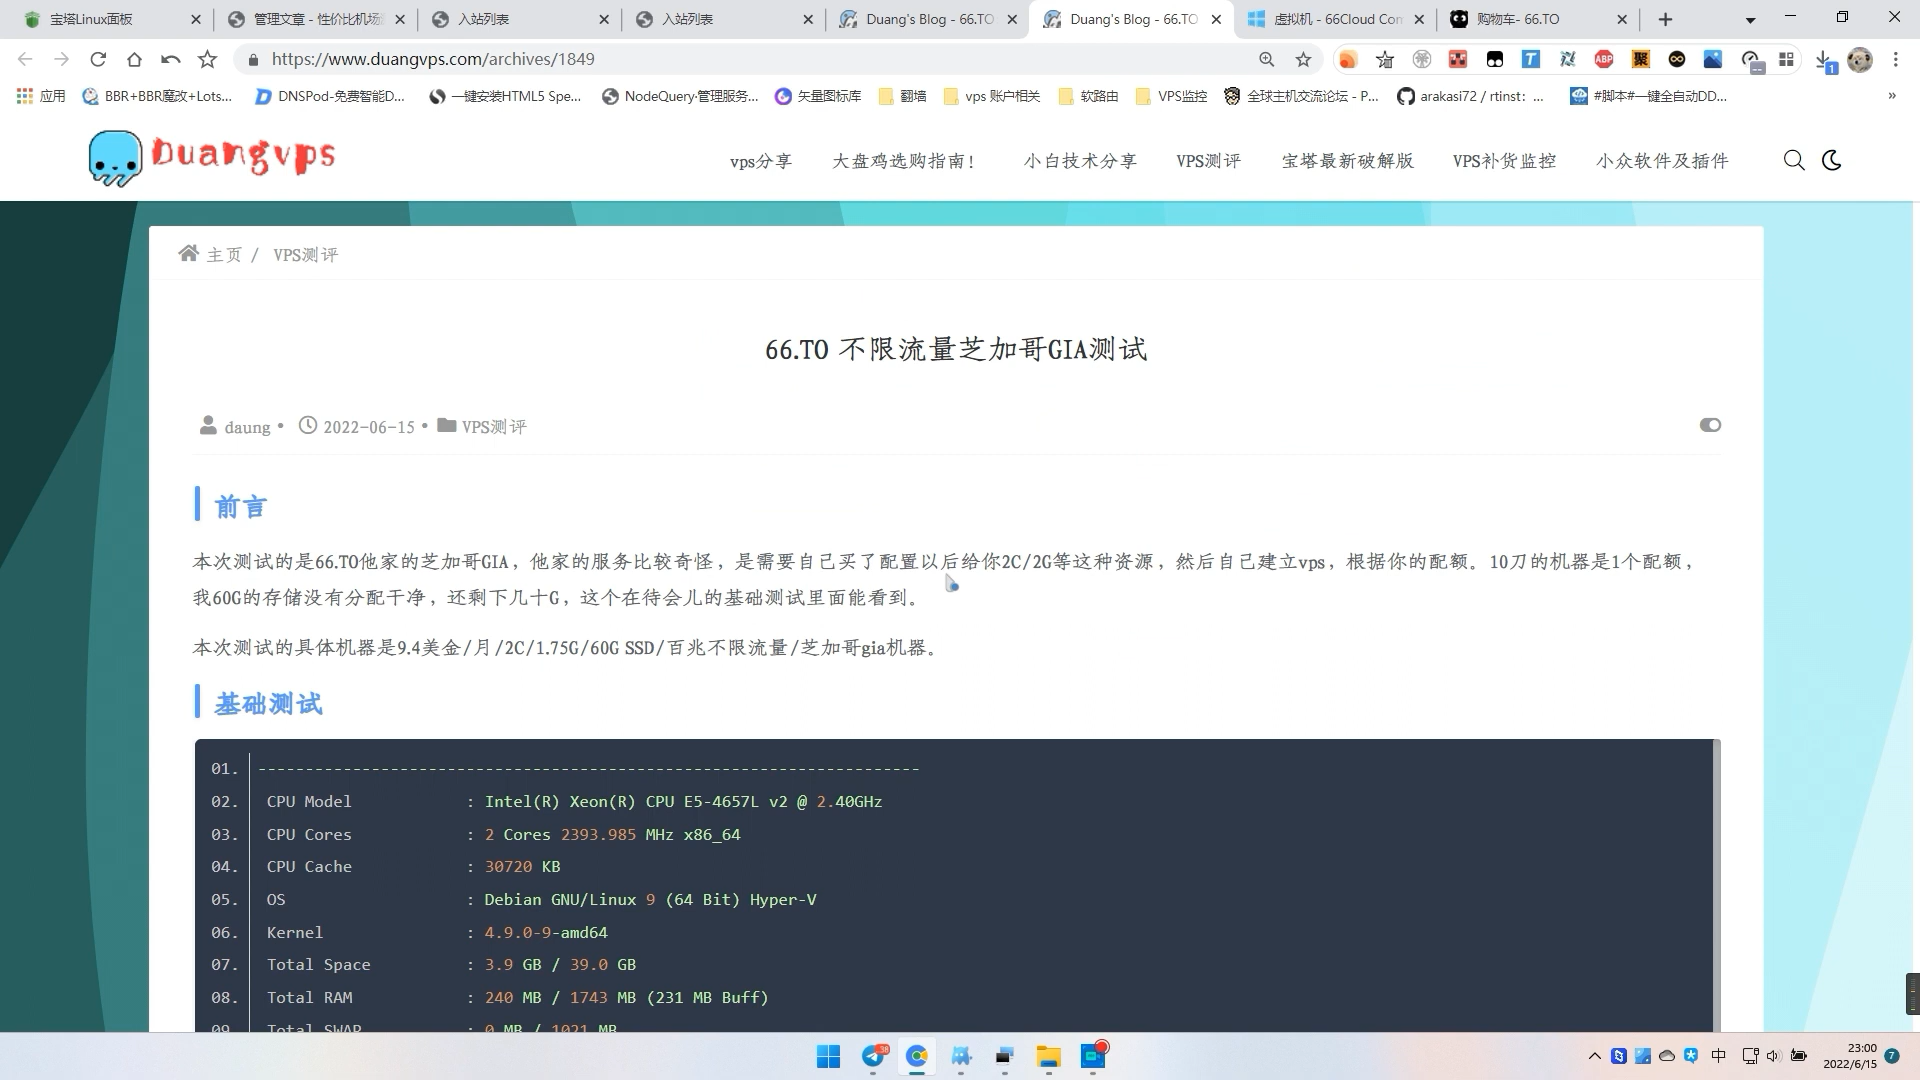 宝塔Linux面板
管理文章 - 性价比机场
入站列表
入站列表
Duang's Blog - 66.TO
Duang's Blog - 66.TO
虚拟机 - 66Cloud Con
购物车- 66.TO
https://www.duangvps.com/archives/1849
应用
BBR+BBR魔改+Lots...
DNSPod-免费智能D...
一键安装HTML5 Spe...
NodeQuery·管理服务...
矢量图标库
翻墙
vps 账户相关
软路由
VPS监控
全球主机交流论坛 - P...
arakasi72 / rtinst: ...
#脚本#一键全自动DD...
»
Duangvps
vps分享
大盘鸡选购指南!
小白技术分享
VPS测评
宝塔最新破解版
VPS补货监控
小众软件及插件
主页 / VPS测评
66.TO 不限流量芝加哥GIA测试
daung • 2022-06-15 • VPS测评
前言
本次测试的是66.TO他家的芝加哥GIA，他家的服务比较奇怪，是需要自己买了配置以后给你2C/2G等这种资源，然后自己建立vps，根据你的配额。10刀的机器是1个配额，
我60G的存储没有分配干净，还剩下几十G，这个在待会儿的基础测试里面能看到。
本次测试的具体机器是9.4美金/月/2C/1.75G/60G SSD/百兆不限流量/芝加哥gia机器。
基础测试
01. ----------------------------------------------------------------------
02. CPU Model : Intel(R) Xeon(R) CPU E5-4657L v2 @ 2.40GHz
03. CPU Cores : 2 Cores 2393.985 MHz x86_64
04. CPU Cache : 30720 KB
05. OS : Debian GNU/Linux 9 (64 Bit) Hyper-V
06. Kernel : 4.9.0-9-amd64
07. Total Space : 3.9 GB / 39.0 GB
08. Total RAM : 240 MB / 1743 MB (231 MB Buff)
09. Total SWAP : 0 MB / 1021 MB
中
23:00
2022/6/15
7